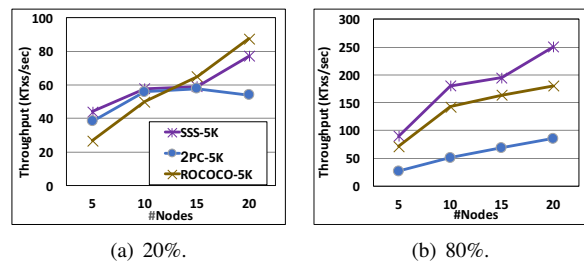 Throughput (KTxs/sec)
100
80
60
40
20
0
SSS-5K
2PC-5K
ROCOCO-5K
5 10 15 20
#Nodes
(a) 20%.
Throughput (KTxs/sec)
300
250
200
150
100
50
0
5 10 15 20
#Nodes
(b) 80%.